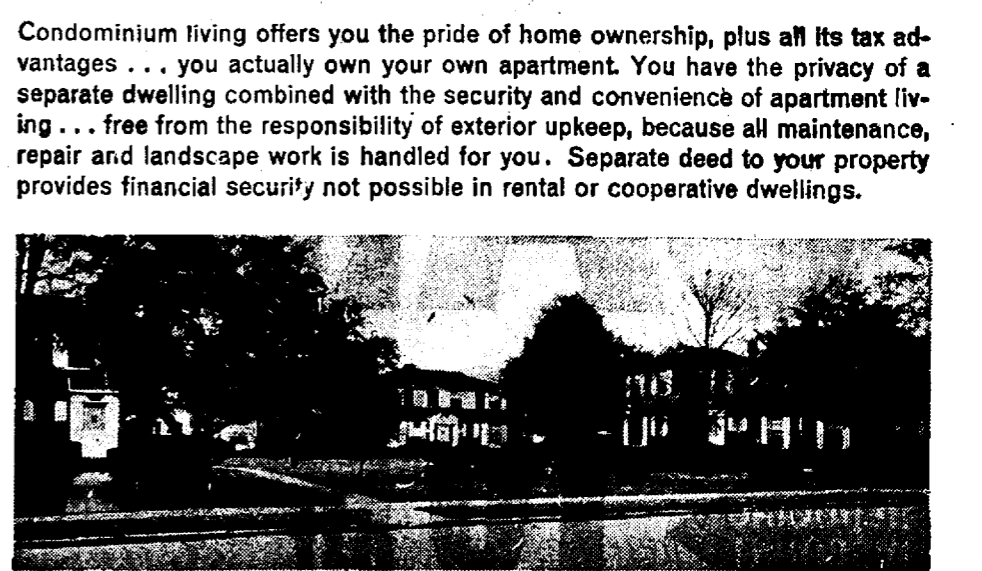 Condominium living offers you the pride of home ownership, plus all its tax ad-
vantages . . . you actually own your own apartment. You have the privacy of a
separate dwelling combined with the security and convenience of apartment liv-
ing . . . free from the responsibility of exterior upkeep, because all maintenance,
repair and landscape work is handled for you. Separate deed to your property
provides financial security not possible in rental or cooperative dwellings.